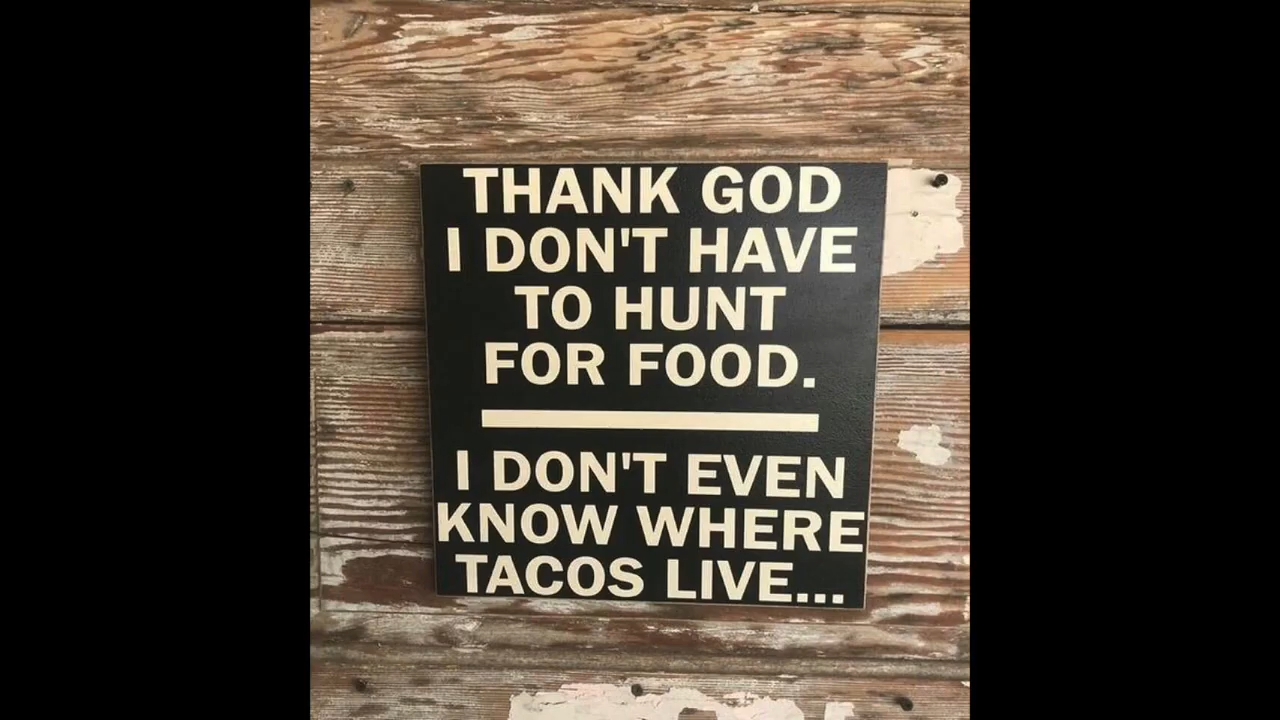 THANK GOD
I DON'T HAVE
TO HUNT
FOR FOOD.
I DON'T EVEN
KNOW WHERE
TACOS LIVE...